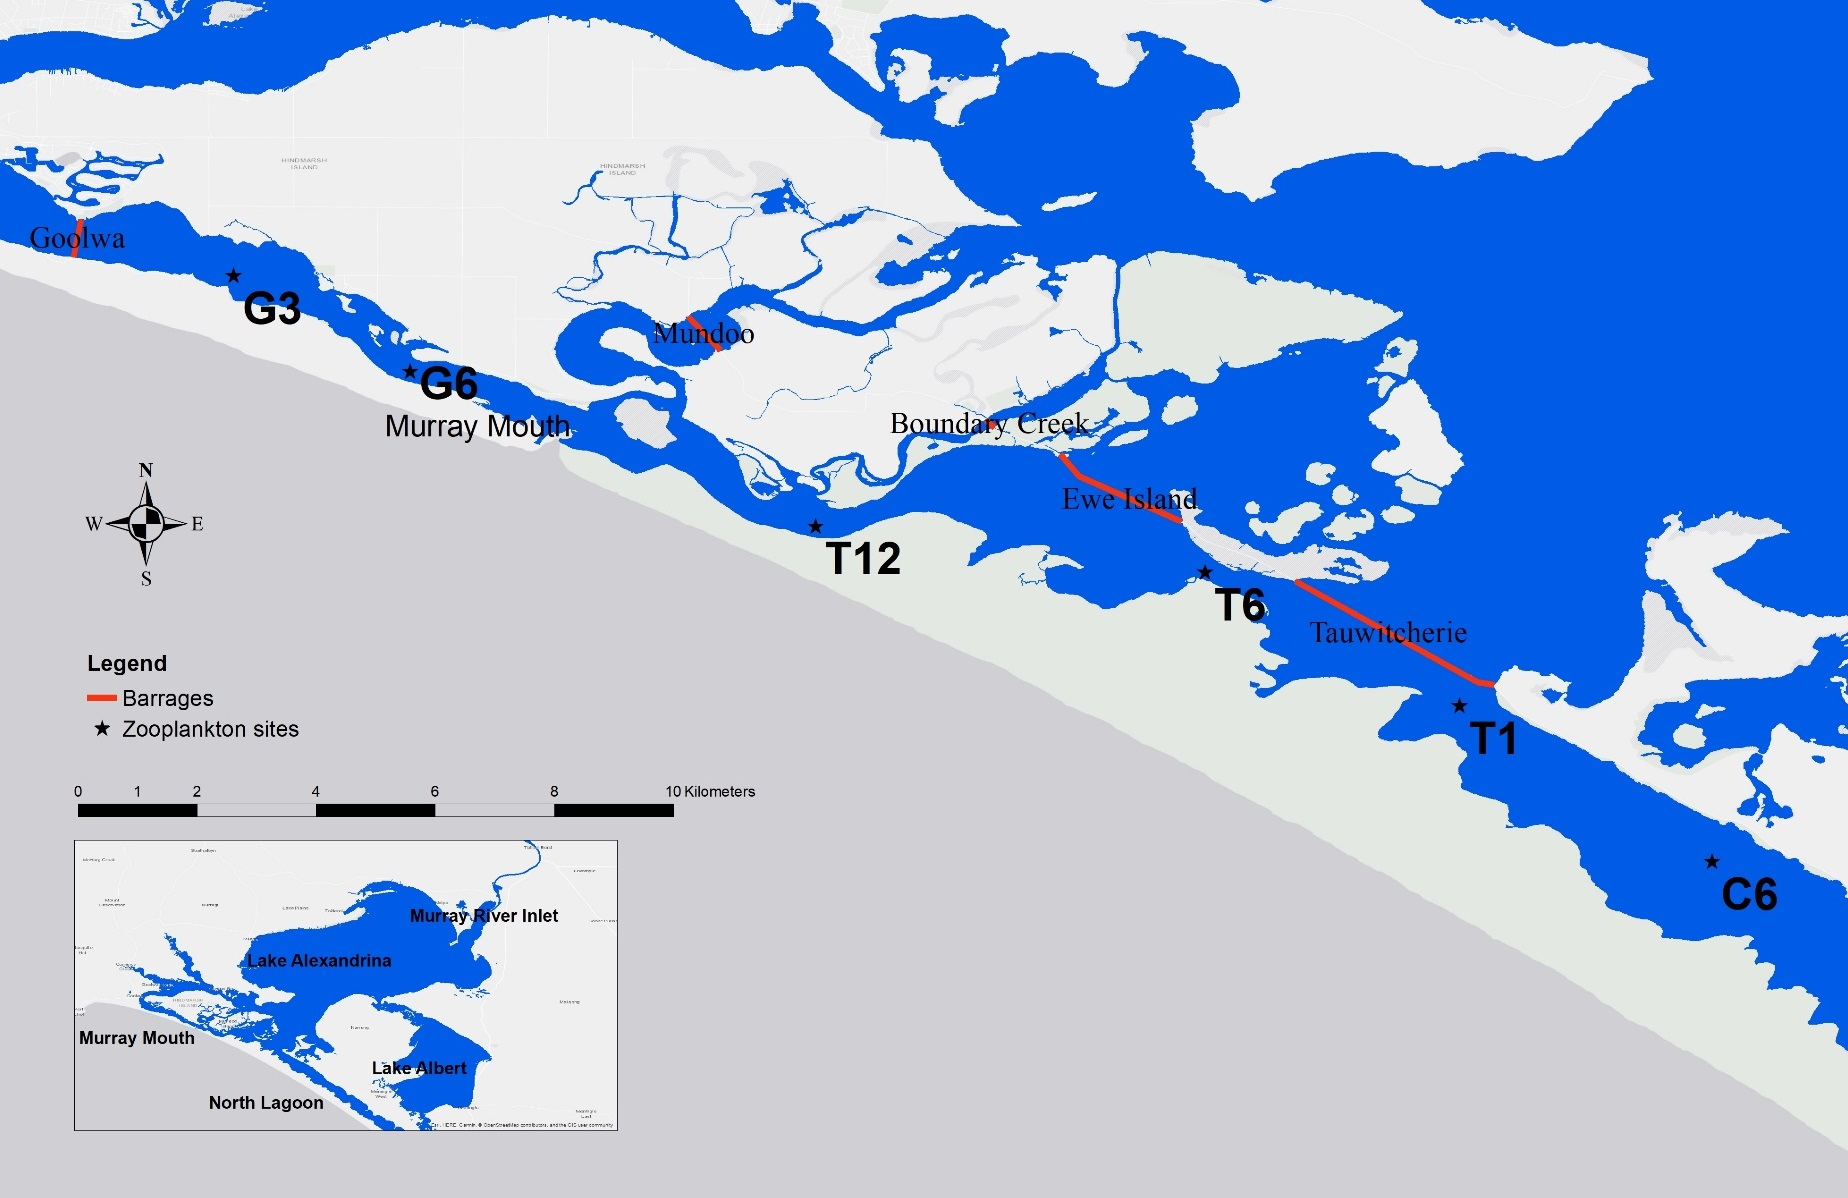 HINDMARSH
ISLAND
HINDMARSH
ISLAND
Goolwa
G3
Mundoo
G6
Murray Mouth
Boundary Creek
N
W
E
S
Ewe Island
T12
T6
Tauwitcherie
T1
Legend
Barrages
Zooplankton sites
0 1 2 4 6 8 10 Kilometers
C6
Murray River Inlet
Lake Alexandrina
Murray Mouth
Lake Albert
North Lagoon